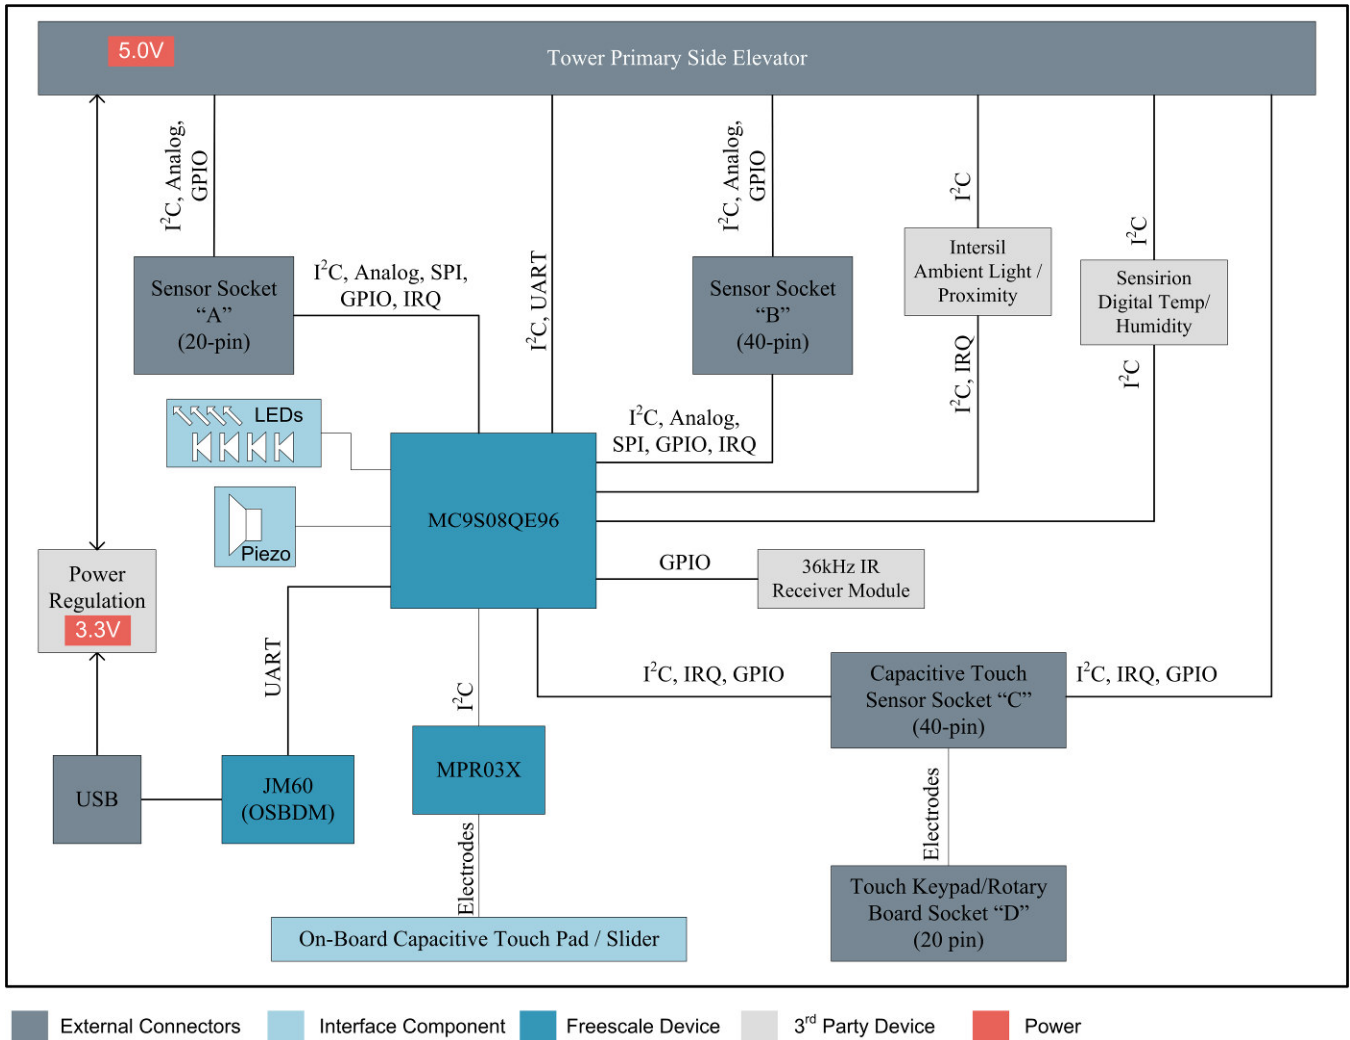 5.0V
Tower Primary Side Elevator
I²C, Analog,
GPIO
I²C, UART
I²C, Analog,
GPIO
I²C
I²C
Sensor Socket
“A”
(20-pin)
I²C, Analog, SPI,
GPIO, IRQ
Sensor Socket
“B”
(40-pin)
Intersil
Ambient Light /
Proximity
Sensirion
Digital Temp/
Humidity
I²C, IRQ
I²C
LEDs
I²C, Analog,
SPI, GPIO, IRQ
MC9S08QE96
Piezo
Power
Regulation
3.3V
GPIO
36kHz IR
Receiver Module
UART
I²C
I²C, IRQ, GPIO
Capacitive Touch
Sensor Socket “C”
(40-pin)
I²C, IRQ, GPIO
USB
JM60
(OSBDM)
MPR03X
Electrodes
Electrodes
Touch Keypad/Rotary
Board Socket “D”
(20 pin)
On-Board Capacitive Touch Pad / Slider
External Connectors
Interface Component
Freescale Device
3rd Party Device
Power